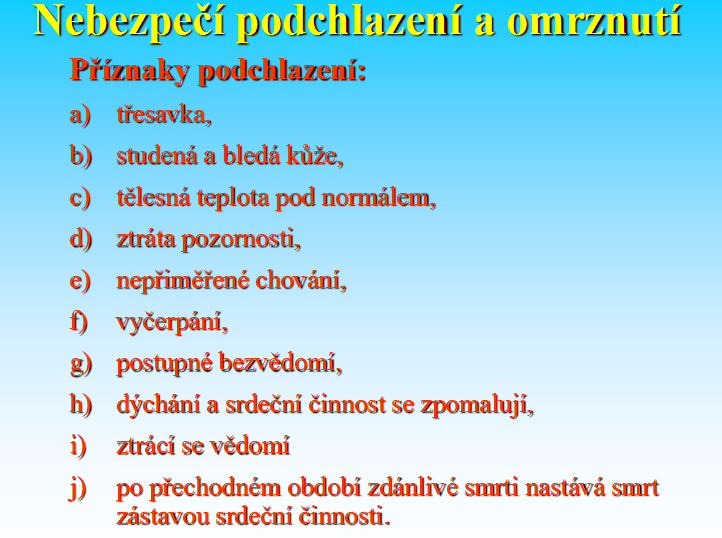 Nebezpečí podchlazení a omrznutí
Příznaky podchlazení:
a) třesavka,
b) studená a bledá kůže,
c) tělesná teplota pod normálem,
d) ztráta pozornosti,
e) nepřiměřené chování,
f) vyčerpání,
g) postupné bezvědomí,
h) dýchání a srdeční činnost se zpomalují,
i) ztrácí se vědomí
j) po přechodném období zdánlivé smrti nastává smrt
zástavou srdeční činnosti.